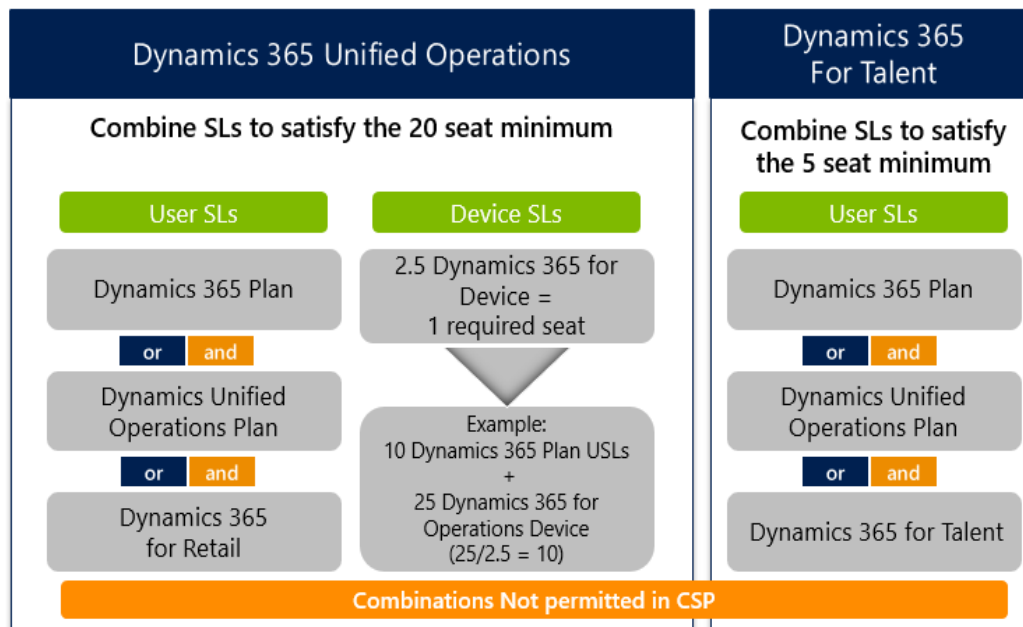 Dynamics 365 Unified Operations
Combine SLs to satisfy the 20 seat minimum
User SLs
Dynamics 365 Plan
or and
Dynamics Unified
Operations Plan
or and
Dynamics 365
for Retail
Device SLs
2.5 Dynamics 365 for
Device =
1 required seat
Example:
10 Dynamics 365 Plan USLs
+
25 Dynamics 365 for
Operations Device
(25/2.5 = 10)
Dynamics 365
For Talent
Combine SLs to satisfy
the 5 seat minimum
User SLs
Dynamics 365 Plan
or and
Dynamics Unified
Operations Plan
or and
Dynamics 365 for Talent
Combinations Not permitted in CSP